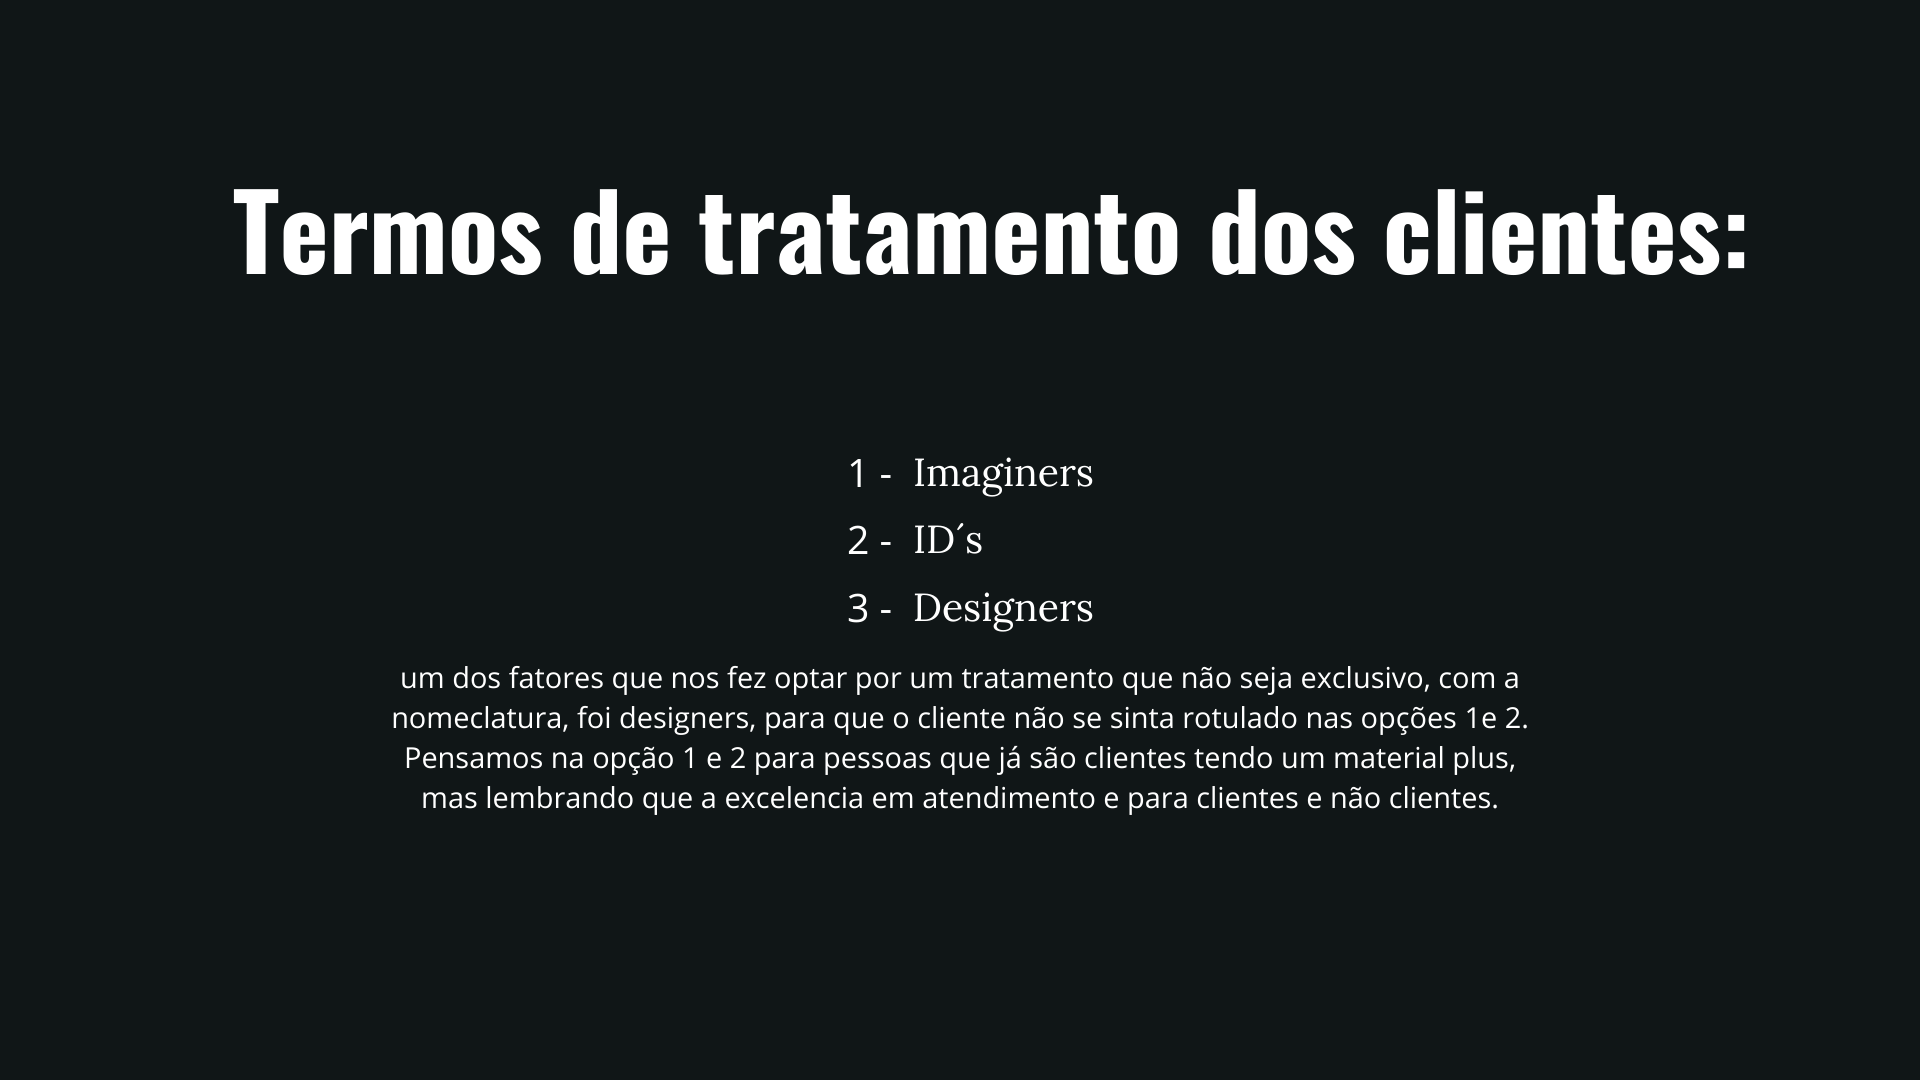 Termos de tratamento dos clientes:
1 - Imaginers
2 - ID´s
3 - Designers
um dos fatores que nos fez optar por um tratamento que não seja exclusivo, com a
nomeclatura, foi designers, para que o cliente não se sinta rotulado nas opções 1e 2.
Pensamos na opção 1 e 2 para pessoas que já são clientes tendo um material plus,
mas lembrando que a excelencia em atendimento e para clientes e não clientes.